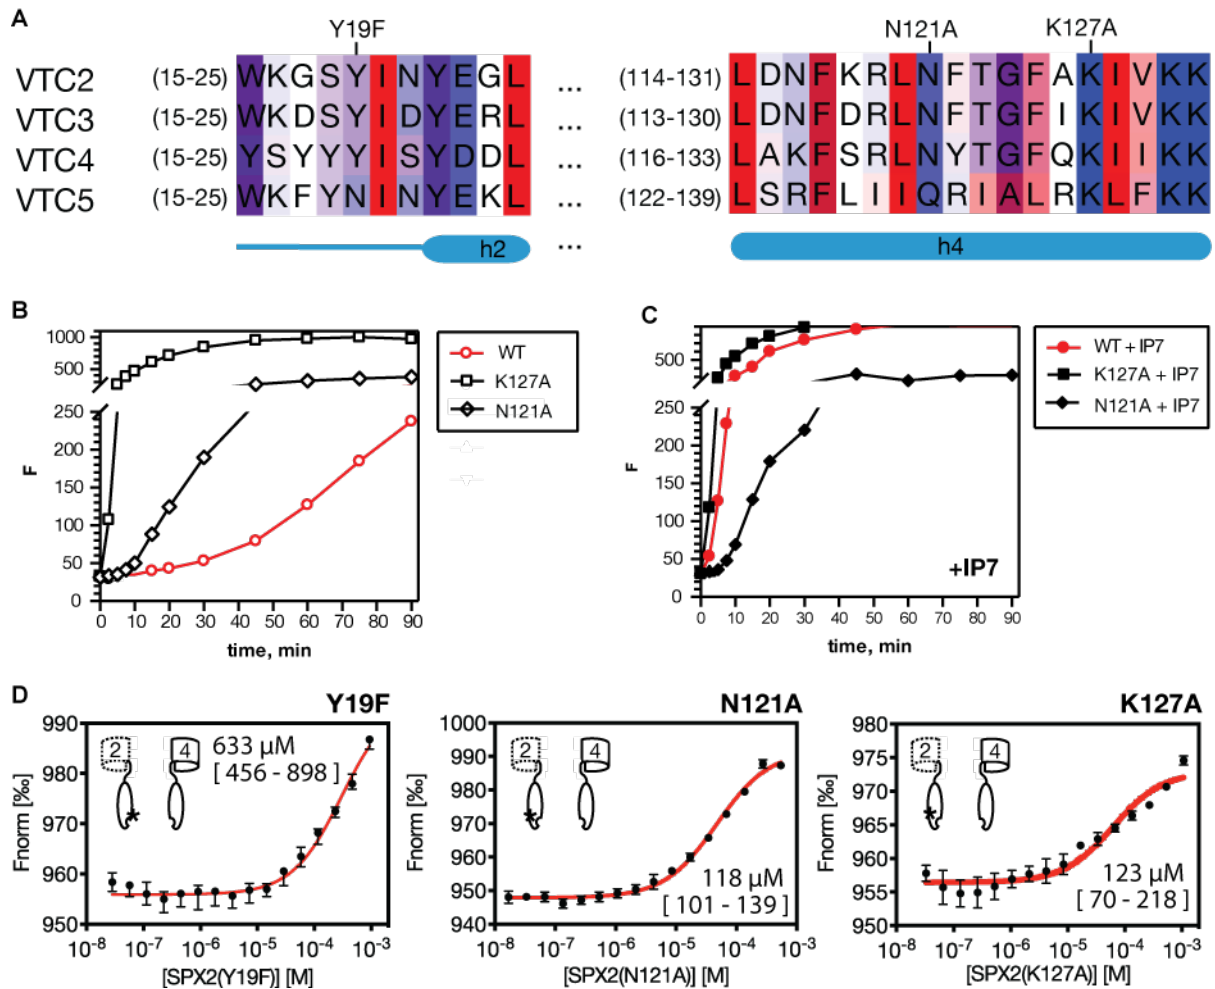 A
Y19F N121A K127A
VTC2 (15-25) WKGSYINYEGL ... (114-131) LDNFKRLNFTGFAKIVKK
VTC3 (15-25) WKDSYIDYERL ... (113-130) LDNFDRLNFTGFIKIVKK
VTC4 (15-25) YSYYYISYDDL ... (116-133) LAKFSRLNYTGFQKIIKK
VTC5 (15-25) WKFYNINYEKL ... (122-139) LSRFLIIQRIALRKLFKK
h2 ... h4
B
1000
500
250
200
150
100
50
0
F
0 10 20 30 40 50 60 70 80 90
time, min
WT
K127A
N121A
C
500
250
200
150
100
50
0
F
+IP7
0 10 20 30 40 50 60 70 80 90
time, min
WT + IP7
K127A + IP7
N121A + IP7
D
Y19F
990
980
970
960
950
Fnorm [‰]
2 4
633 µM
[ 456 - 898 ]
*
10-8 10-7 10-6 10-5 10-4 10-3
[SPX2(Y19F)] [M]
N121A
1000
990
980
970
960
950
940
Fnorm [‰]
2 4
*
118 µM
[ 101 - 139 ]
10-8 10-7 10-6 10-5 10-4 10-3
[SPX2(N121A)] [M]
K127A
980
975
970
965
960
955
950
Fnorm [‰]
2 4
*
123 µM
[ 70 - 218 ]
10-8 10-7 10-6 10-5 10-4 10-3
[SPX2(K127A)] [M]